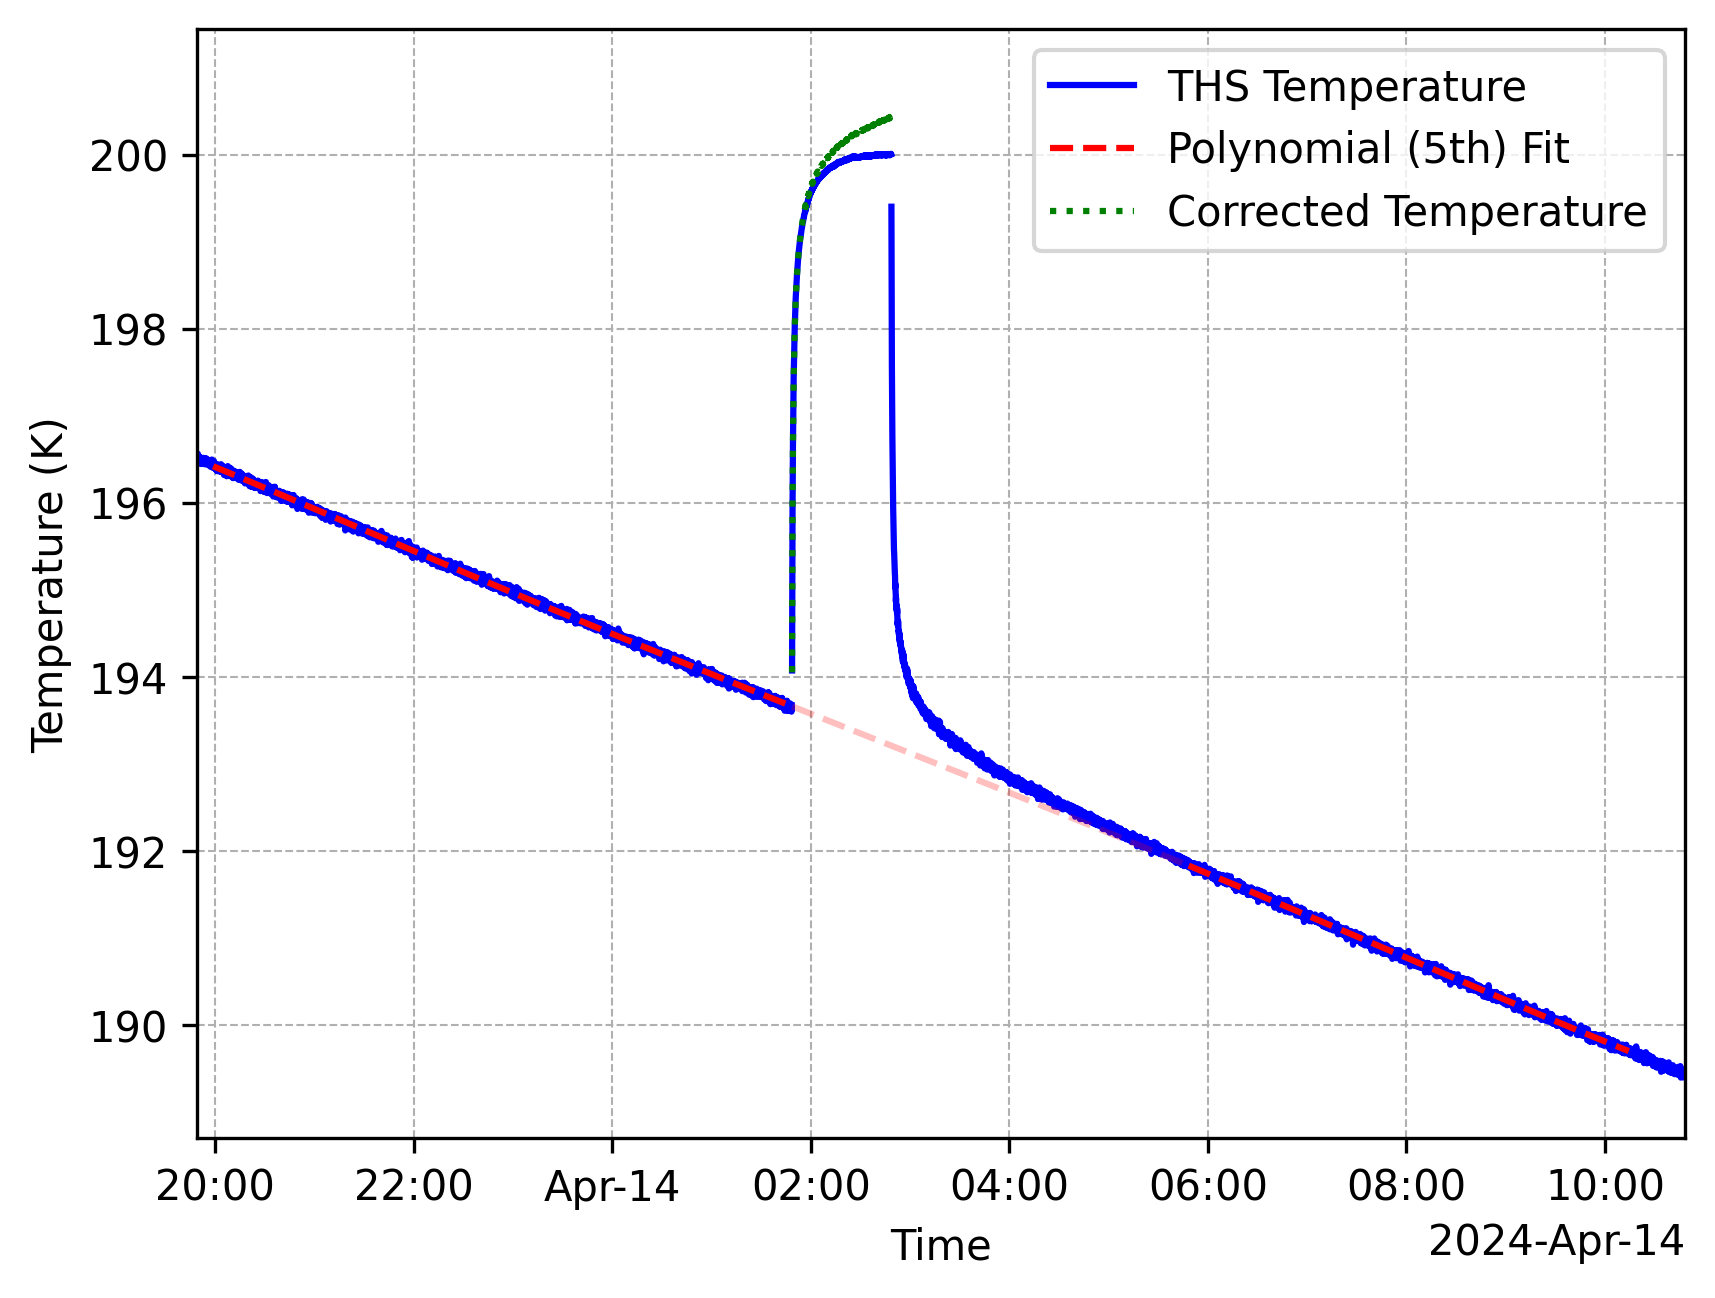 THS Temperature
Polynomial (5th) Fit
Corrected Temperature
200
198
196
194
192
190
Temperature (K)
20:00 22:00 Apr-14 02:00 04:00 06:00 08:00 10:00
Time
2024-Apr-14